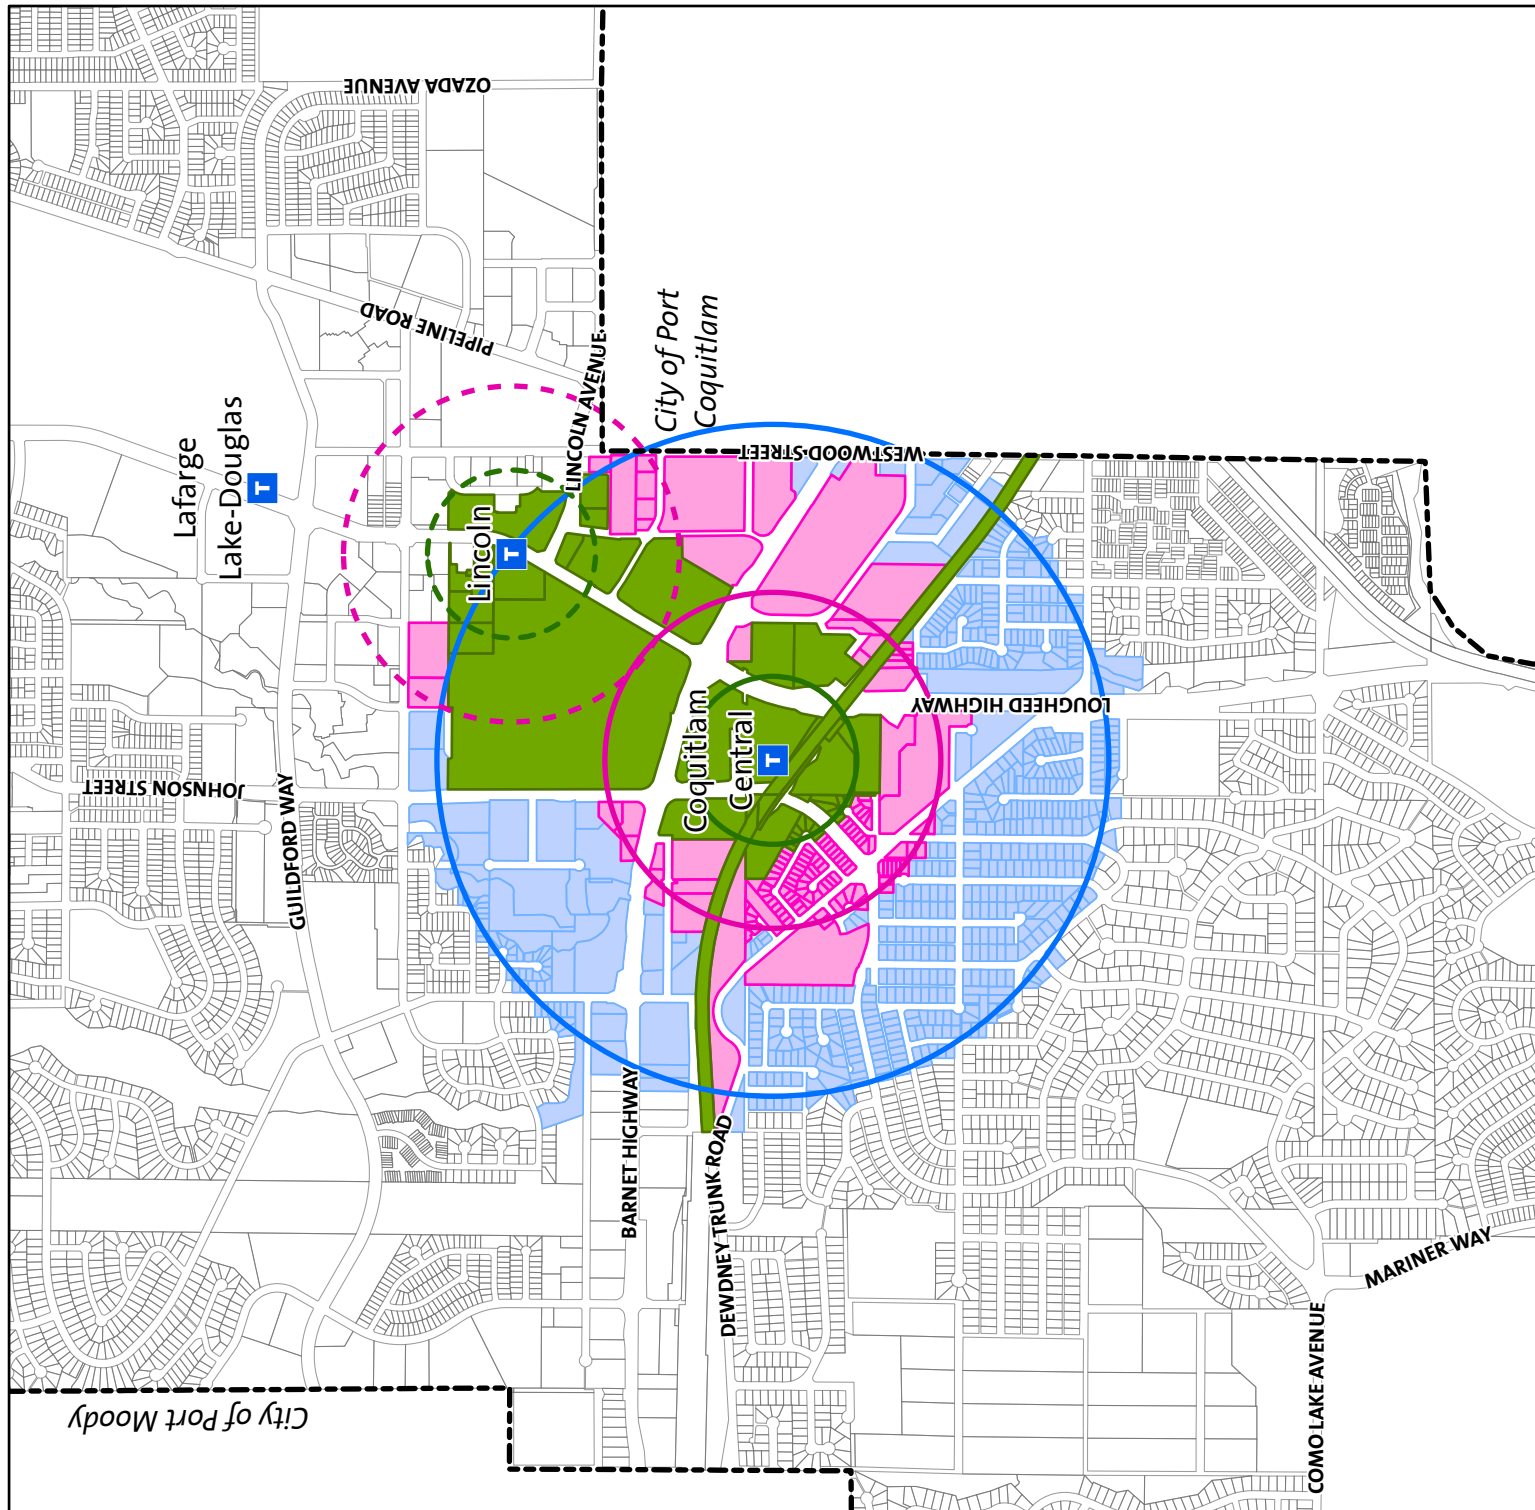 OZADA AVENUE
PIPELINE ROAD
LINCOLN AVENUE
City of Port
Coquitlam
Lafarge
Lake-Douglas
T
WESTWOOD STREET
Lincoln
T
Coquitlam
Central
T
LOUGHEED HIGHWAY
JOHNSON STREET
GUILDFORD WAY
BARNET HIGHWAY
DEWDNEY TRUNK ROAD
MARINER WAY
COMO LAKE AVENUE
City of Port Moody